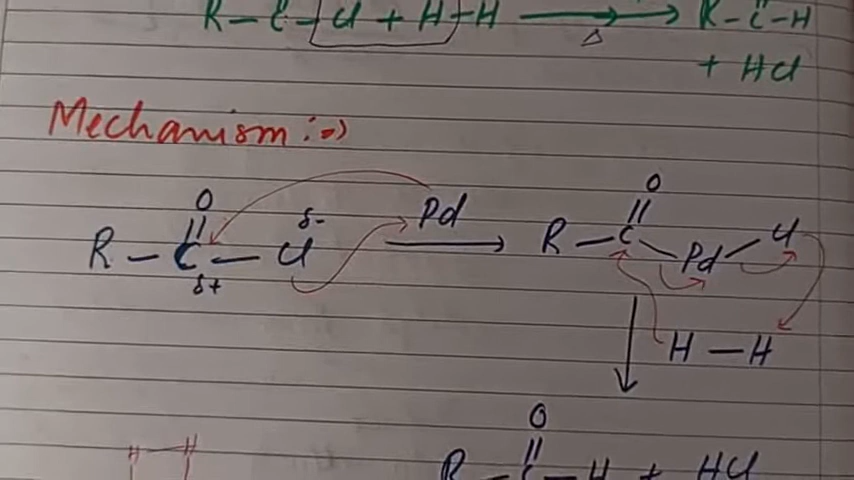 R - C - Cl + H - H → R - C - H
Δ
+ HCl
Mechanism :-)
O O
R - C - Cl Pd → R - C - Pd - Cl
δ+ δ-
H - H
O
R - C - H + HCl
H - H